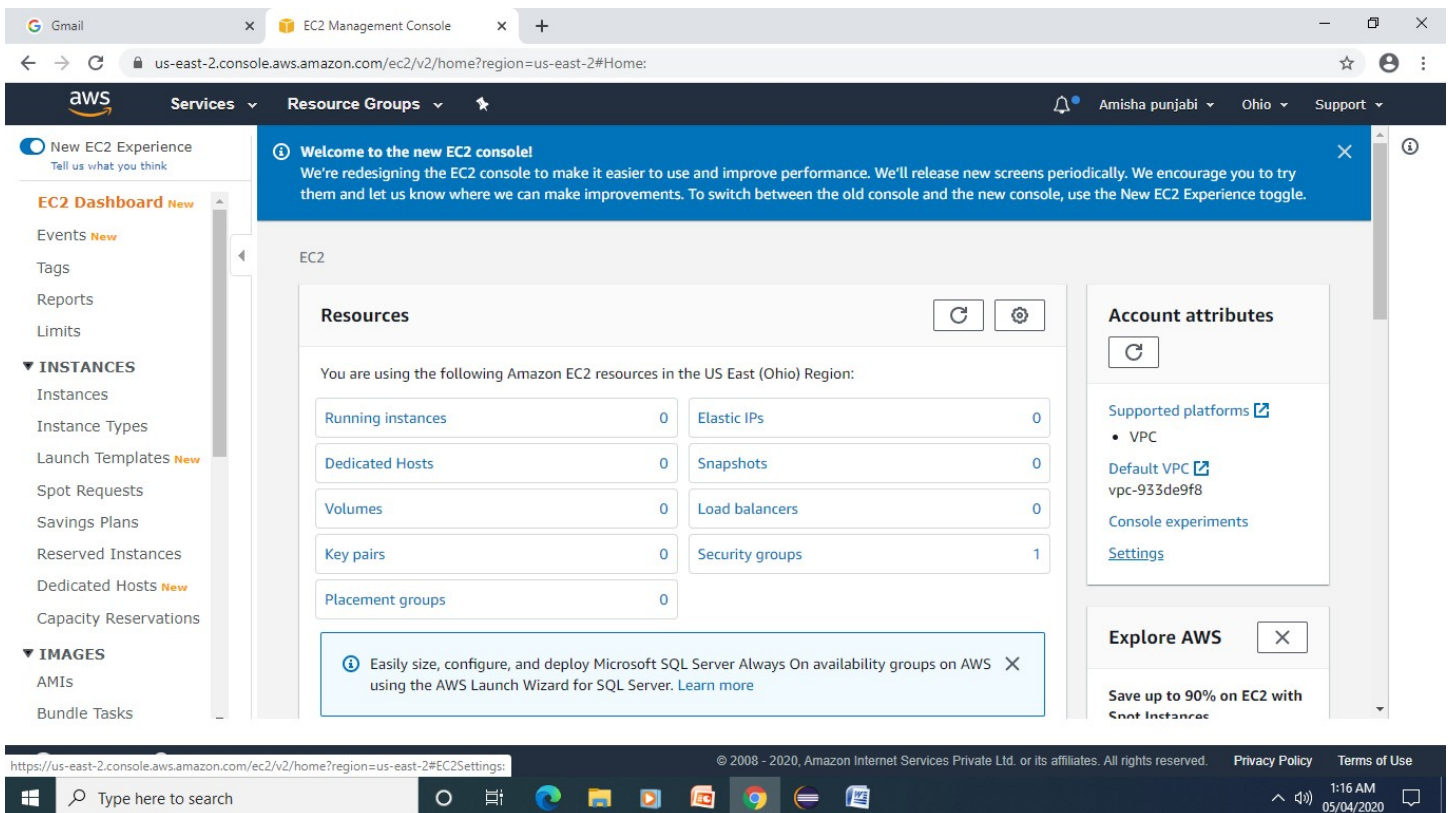 Gmail
EC2 Management Console
us-east-2.console.aws.amazon.com/ec2/v2/home?region=us-east-2#Home:
aws
Services
Resource Groups
Amisha punjabi
Ohio
Support
New EC2 Experience
Tell us what you think
EC2 Dashboard New
Events New
Tags
Reports
Limits
INSTANCES
Instances
Instance Types
Launch Templates New
Spot Requests
Savings Plans
Reserved Instances
Dedicated Hosts New
Capacity Reservations
IMAGES
AMIs
Bundle Tasks
Welcome to the new EC2 console!
We're redesigning the EC2 console to make it easier to use and improve performance. We'll release new screens periodically. We encourage you to try
them and let us know where we can make improvements. To switch between the old console and the new console, use the New EC2 Experience toggle.
EC2
Resources
You are using the following Amazon EC2 resources in the US East (Ohio) Region:
Running instances 0
Elastic IPs 0
Dedicated Hosts 0
Snapshots 0
Volumes 0
Load balancers 0
Key pairs 0
Security groups 1
Placement groups 0
Easily size, configure, and deploy Microsoft SQL Server Always On availability groups on AWS
using the AWS Launch Wizard for SQL Server. Learn more
Account attributes
Supported platforms
• VPC
Default VPC
vpc-933de9f8
Console experiments
Settings
Explore AWS
Save up to 90% on EC2 with
Spot Instances
https://us-east-2.console.aws.amazon.com/ec2/v2/home?region=us-east-2#EC2Settings:
© 2008 - 2020, Amazon Internet Services Private Ltd. or its affiliates. All rights reserved.
Privacy Policy
Terms of Use
Type here to search
1:16 AM
05/04/2020